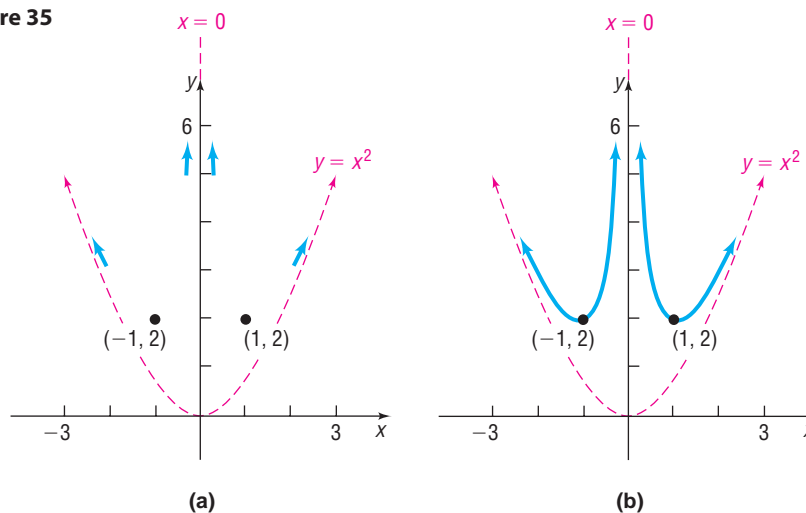 re 35
x = 0
y
6
y = x²
(−1, 2)
(1, 2)
−3
3
x
(a)
x = 0
y
6
y = x²
(−1, 2)
(1, 2)
−3
3
(b)